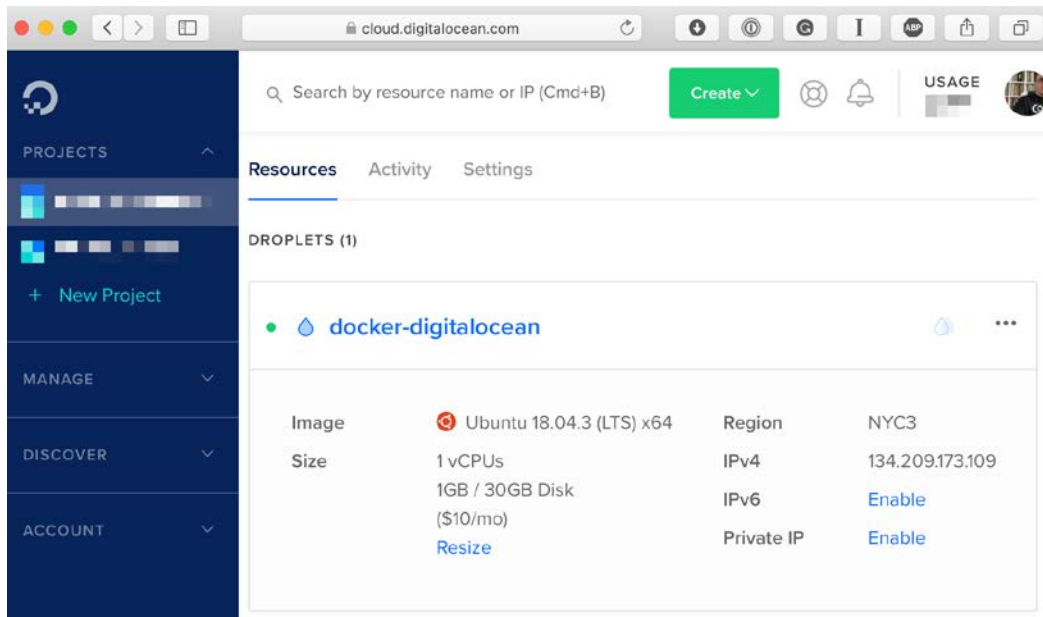 cloud.digitalocean.com
ABP
Search by resource name or IP (Cmd+B)
Create
USAGE
PROJECTS
Resources Activity Settings
DROPLETS (1)
+ New Project
docker-digitalocean
MANAGE
Image Ubuntu 18.04.3 (LTS) x64 Region NYC3
DISCOVER
Size 1 vCPUs IPv4 134.209.173.109
1GB / 30GB Disk IPv6 Enable
($10/mo)
ACCOUNT
Resize Private IP Enable